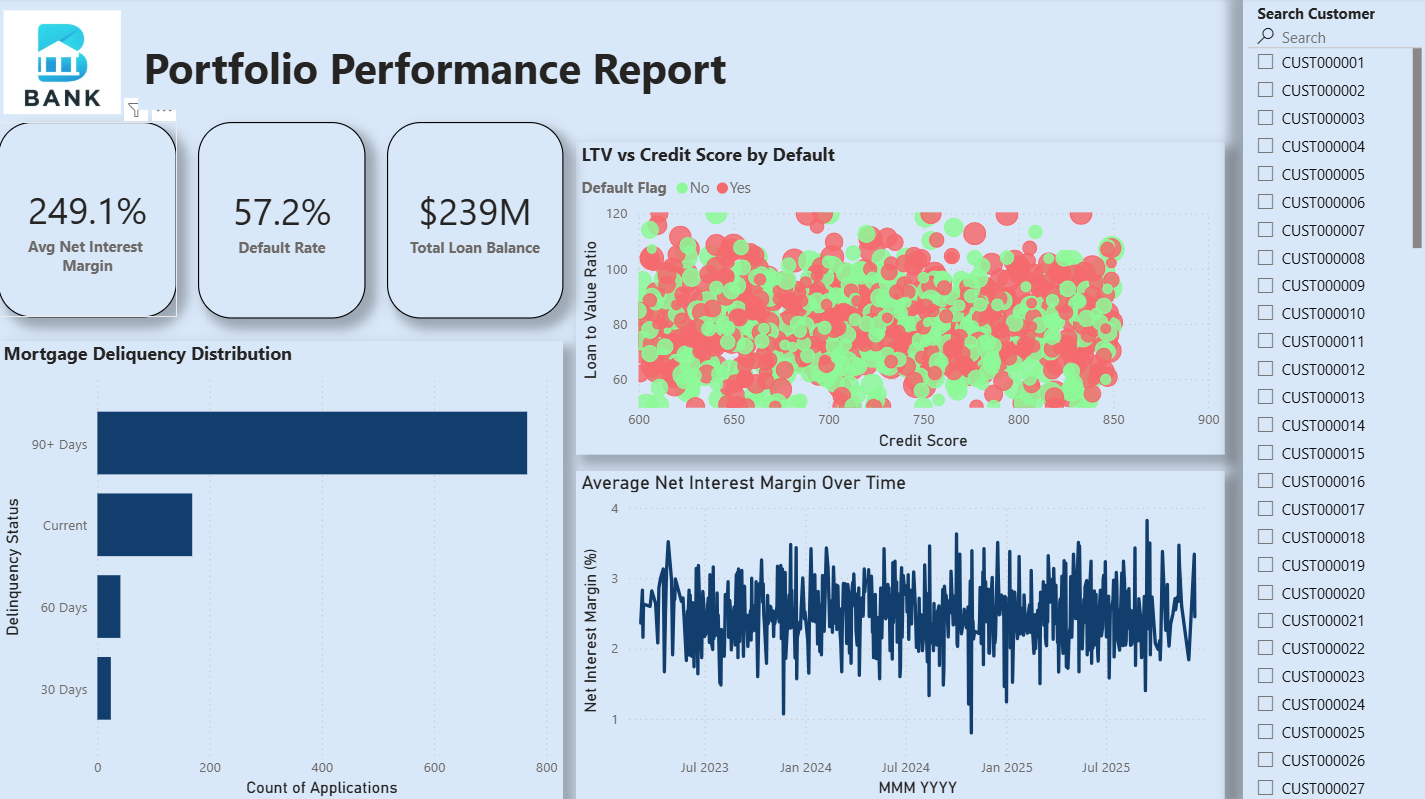 BANK
Portfolio Performance Report
249.1%
Avg Net Interest
Margin
57.2%
Default Rate
$239M
Total Loan Balance
Mortgage Deliquency Distribution
Delinquency Status
90+ Days
Current
60 Days
30 Days
0 200 400 600 800
Count of Applications
LTV vs Credit Score by Default
Default Flag No Yes
Loan to Value Ratio
120
100
80
60
600 650 700 750 800 850 900
Credit Score
Average Net Interest Margin Over Time
Net Interest Margin (%)
4
3
2
1
Jul 2023 Jan 2024 Jul 2024 Jan 2025 Jul 2025
MMM YYYY
Search Customer
Search
CUST000001
CUST000002
CUST000003
CUST000004
CUST000005
CUST000006
CUST000007
CUST000008
CUST000009
CUST000010
CUST000011
CUST000012
CUST000013
CUST000014
CUST000015
CUST000016
CUST000017
CUST000018
CUST000019
CUST000020
CUST000021
CUST000022
CUST000023
CUST000024
CUST000025
CUST000026
CUST000027